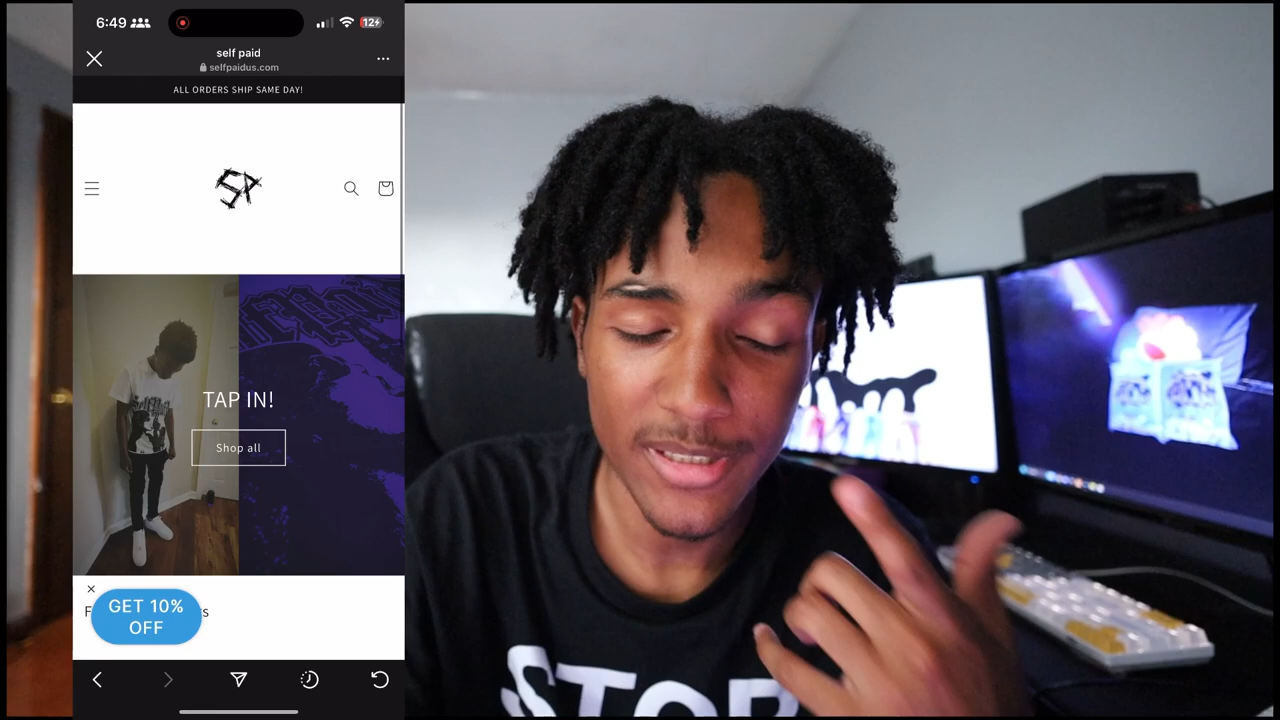 6:49
12
self paid
selfpaidus.com
ALL ORDERS SHIP SAME DAY!
SP
TAP IN!
Shop all
GET 10%
OFF
STOP